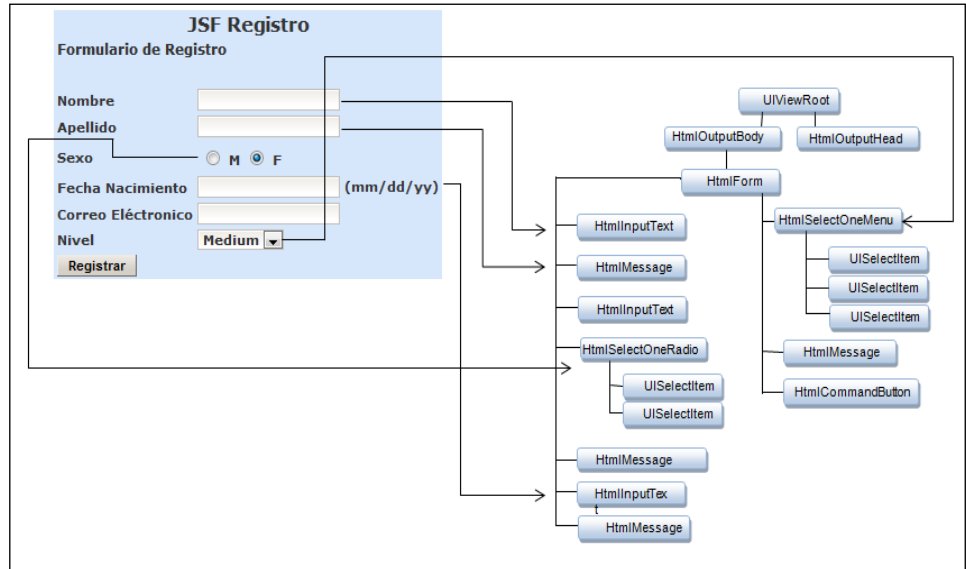 JSF Registro
Formulario de Registro
Nombre
Apellido
Sexo M F
Fecha Nacimiento (mm/dd/yy)
Correo Eléctronico
Nivel Medium
Registrar
UIViewRoot
HtmlOutputBody
HtmlOutputHead
HtmlForm
HtmlInputText
HtmlMessage
HtmlInputText
HtmlSelectOneRadio
UISelectItem
UISelectItem
HtmlMessage
HtmlInputTex
t
HtmlMessage
HtmlSelectOneMenu
UISelectItem
UISelectItem
UISelectItem
HtmlMessage
HtmlCommandButton